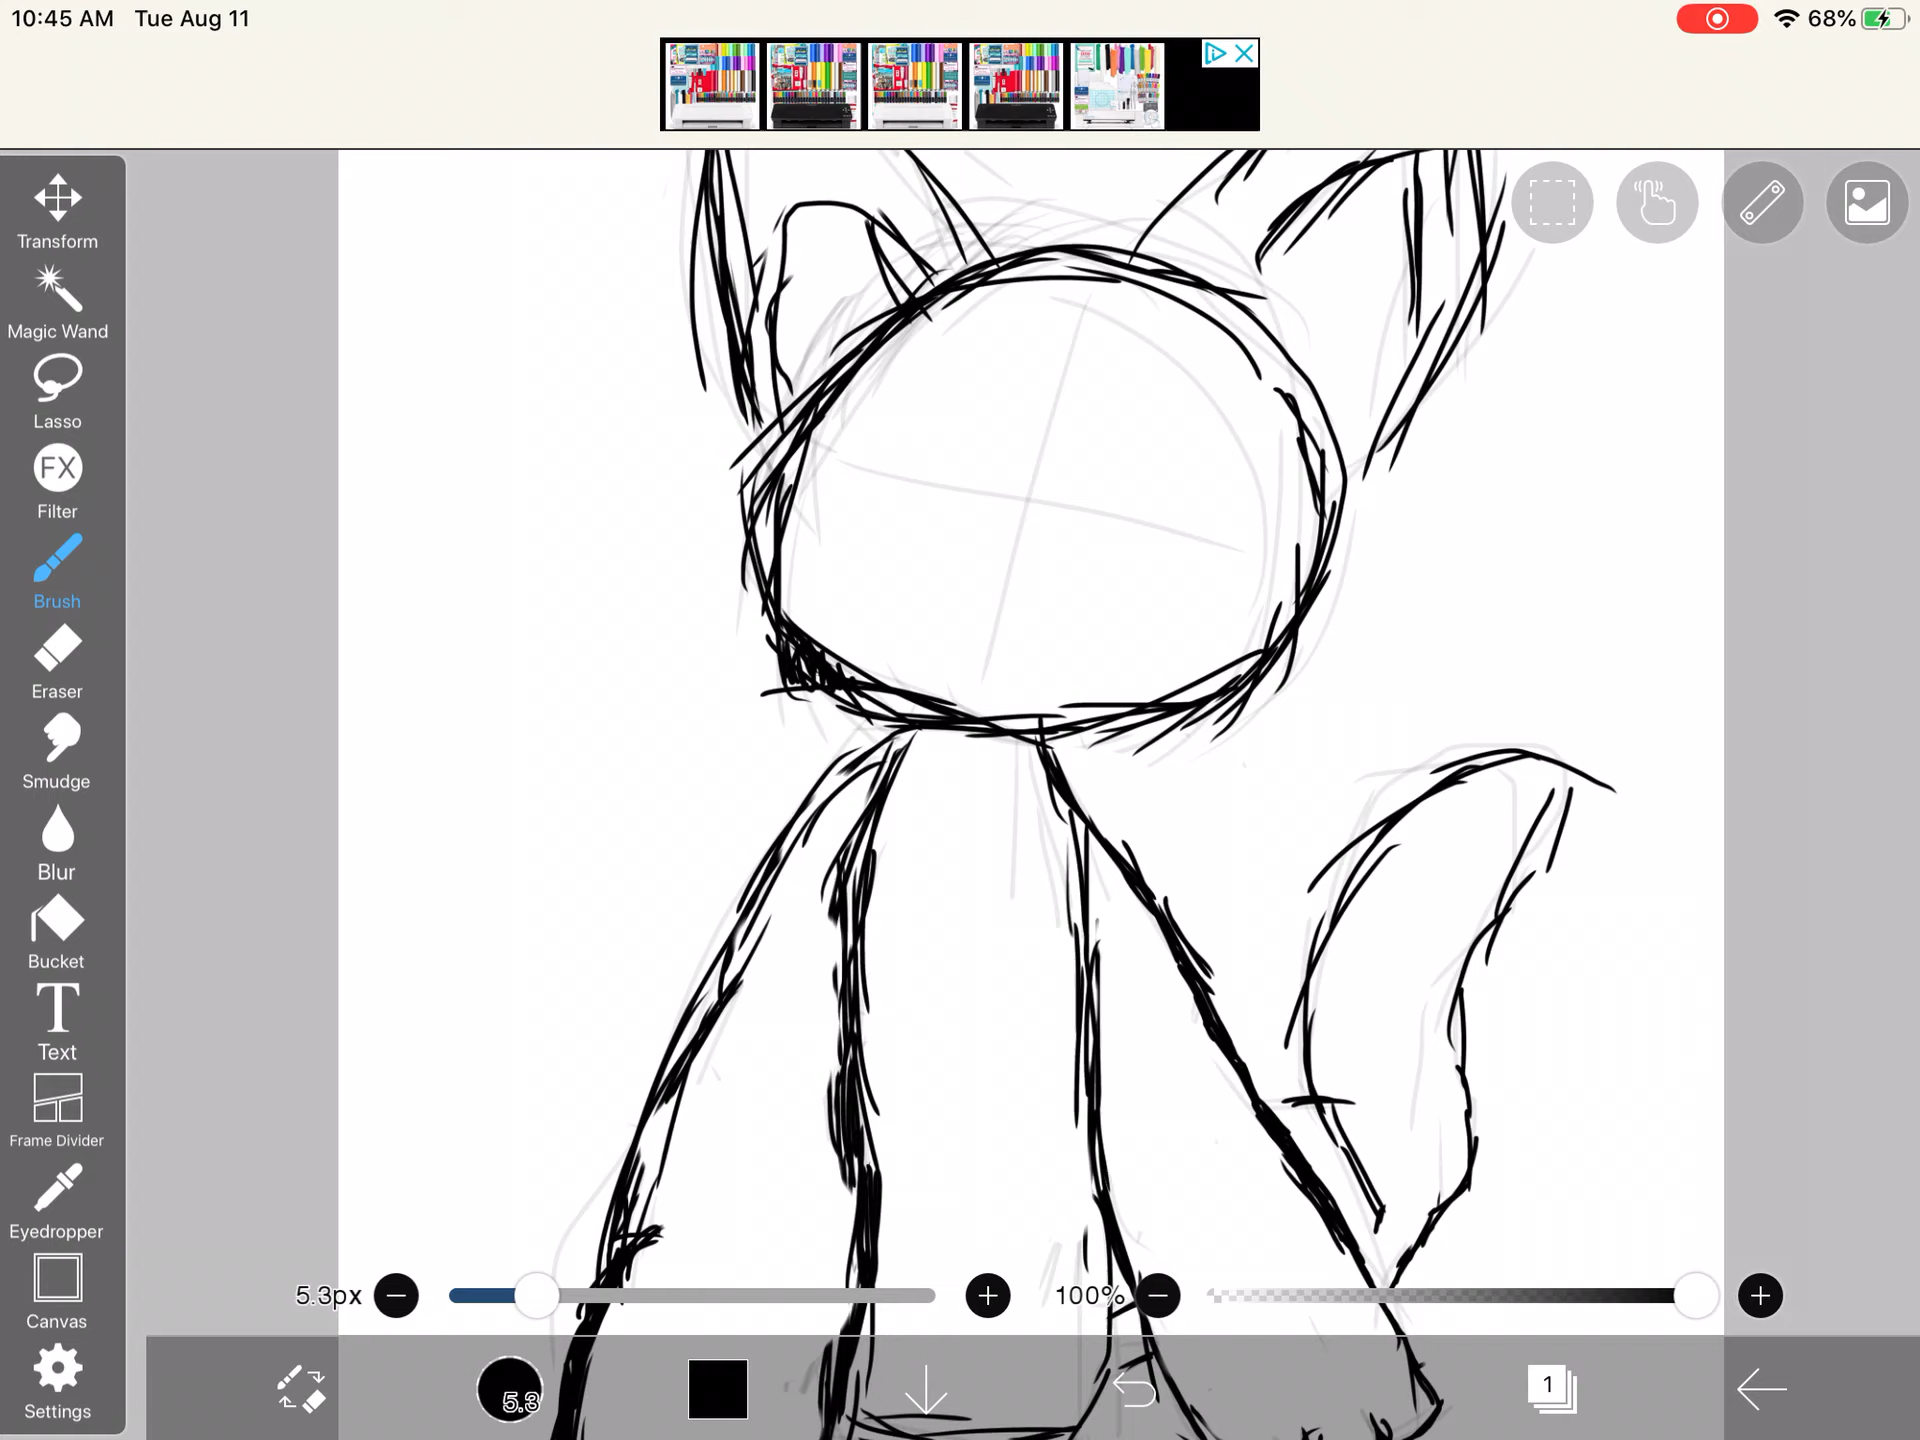 10:45 AM Tue Aug 11
68%
Transform
Magic Wand
Lasso
FX
Filter
Brush
Eraser
Smudge
Blur
Bucket
T
Text
Frame Divider
Eyedropper
Canvas
Settings
5.3px
100%
5.3
1